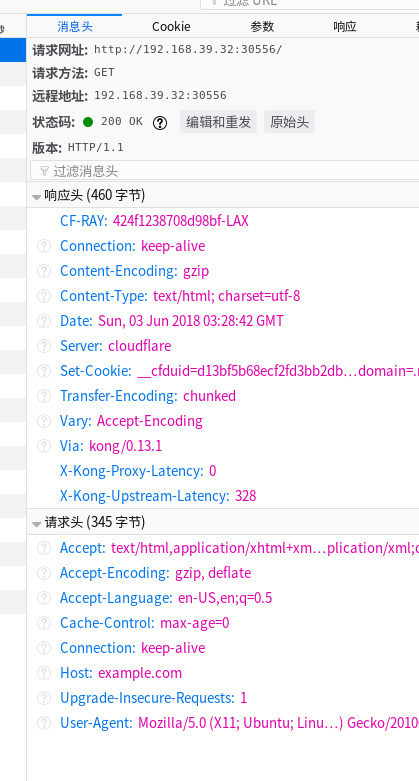 过滤 URL
消息头 Cookie 参数 响应
请求网址: http://192.168.39.32:30556/
请求方法: GET
远程地址: 192.168.39.32:30556
状态码: 200 OK ? 编辑和重发 原始头
版本: HTTP/1.1
过滤消息头
响应头 (460 字节)
CF-RAY: 424f1238708d98bf-LAX
? Connection: keep-alive
? Content-Encoding: gzip
? Content-Type: text/html; charset=utf-8
? Date: Sun, 03 Jun 2018 03:28:42 GMT
? Server: cloudflare
? Set-Cookie: __cfduid=d13bf5b68ecf2fd3bb2db…domain=.
? Transfer-Encoding: chunked
? Vary: Accept-Encoding
? Via: kong/0.13.1
X-Kong-Proxy-Latency: 0
X-Kong-Upstream-Latency: 328
请求头 (345 字节)
? Accept: text/html,application/xhtml+xm…plication/xml;
? Accept-Encoding: gzip, deflate
? Accept-Language: en-US,en;q=0.5
? Cache-Control: max-age=0
? Connection: keep-alive
? Host: example.com
? Upgrade-Insecure-Requests: 1
? User-Agent: Mozilla/5.0 (X11; Ubuntu; Linu…) Gecko/2010